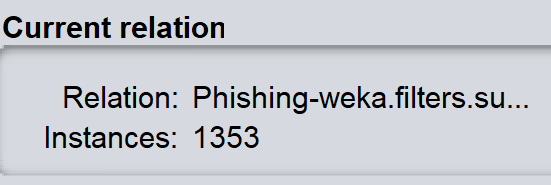 Current relation
Relation: Phishing-weka.filters.su...
Instances: 1353